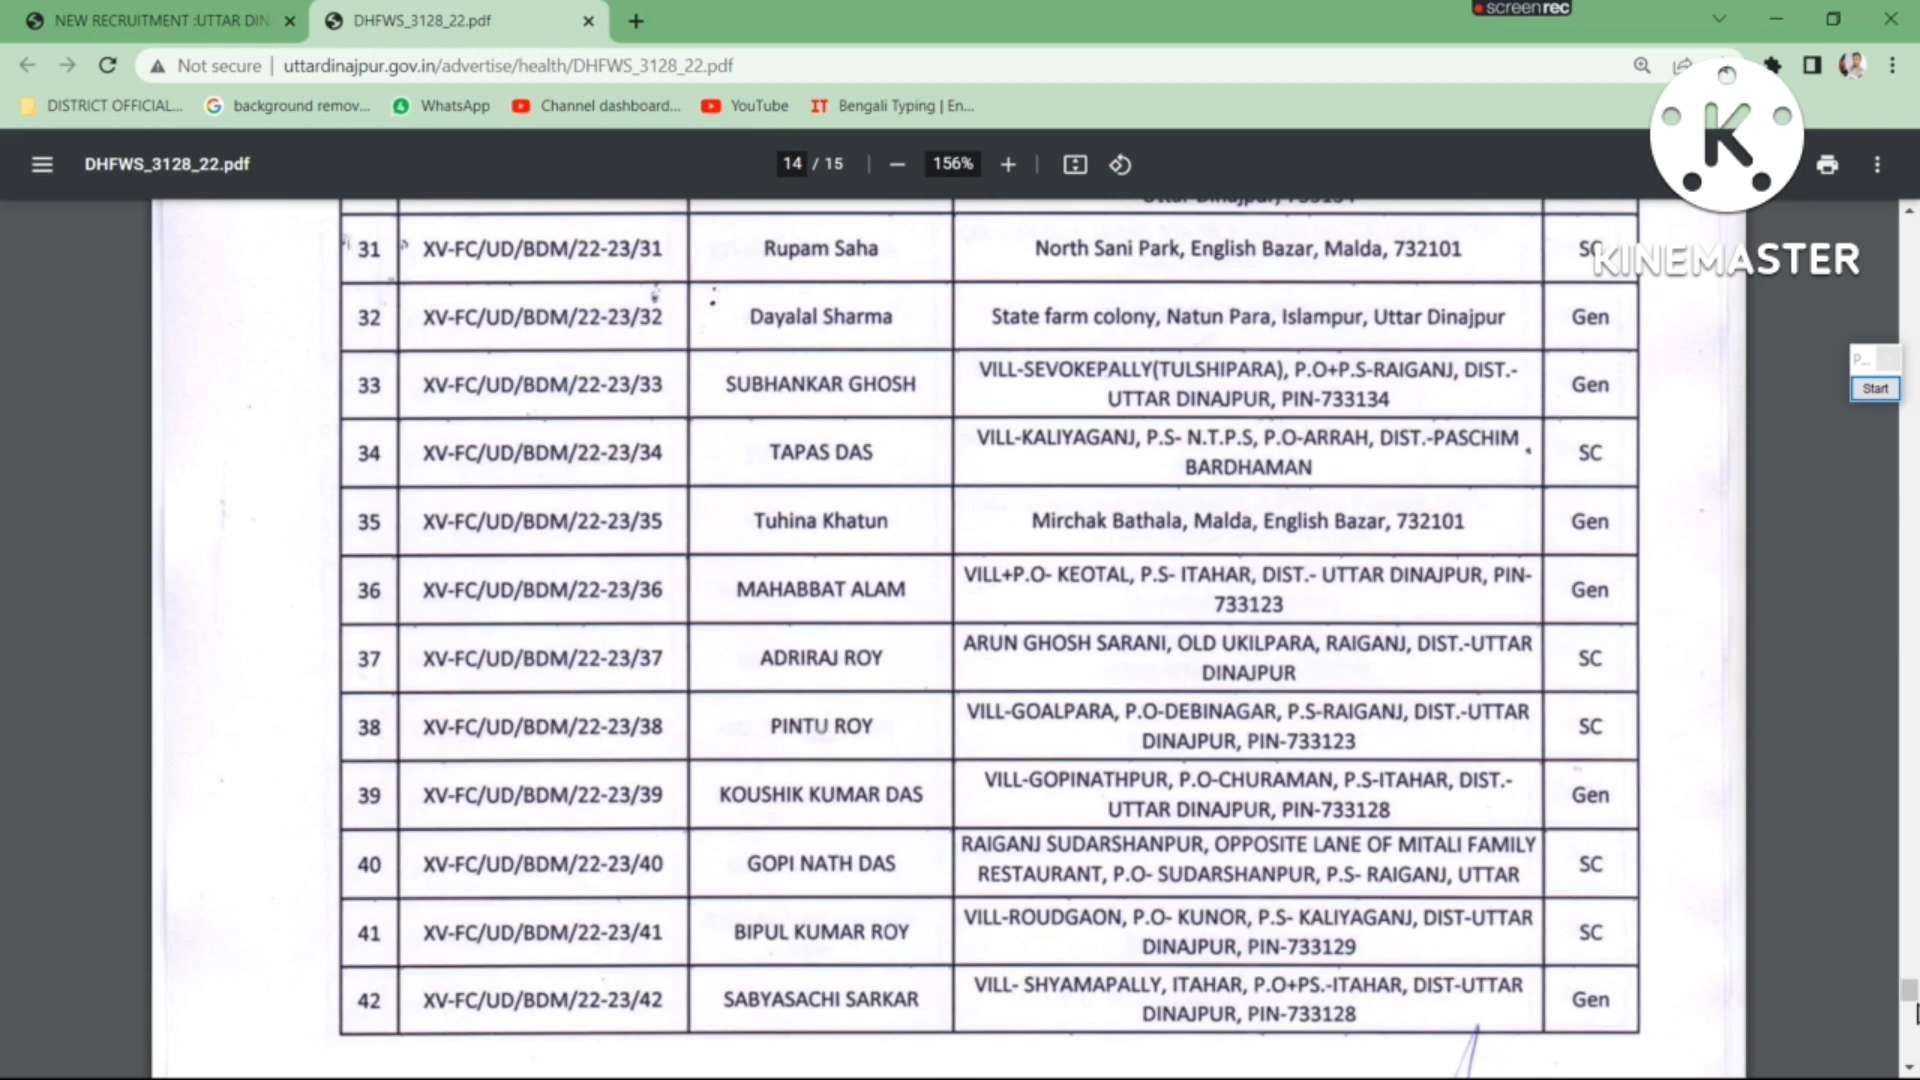 NEW RECRUITMENT :UTTAR DIN
DHFWS_3128_22.pdf
screenrec
Not secure
uttardinajpur.gov.in/advertise/health/DHFWS_3128_22.pdf
DISTRICT OFFICIAL...
background remov...
WhatsApp
Channel dashboard...
YouTube
IT Bengali Typing | En...
DHFWS_3128_22.pdf
14 / 15
156%
K
KINEMASTER
P...
Start
31 XV-FC/UD/BDM/22-23/31 Rupam Saha North Sani Park, English Bazar, Malda, 732101 SC
32 XV-FC/UD/BDM/22-23/32 Dayalal Sharma State farm colony, Natun Para, Islampur, Uttar Dinajpur Gen
33 XV-FC/UD/BDM/22-23/33 SUBHANKAR GHOSH VILL-SEVOKEPALLY(TULSHIPARA), P.O+P.S-RAIGANJ, DIST.-
UTTAR DINAJPUR, PIN-733134 Gen
34 XV-FC/UD/BDM/22-23/34 TAPAS DAS VILL-KALIYAGANJ, P.S- N.T.P.S, P.O-ARRAH, DIST.-PASCHIM
BARDHAMAN SC
35 XV-FC/UD/BDM/22-23/35 Tuhina Khatun Mirchak Bathala, Malda, English Bazar, 732101 Gen
36 XV-FC/UD/BDM/22-23/36 MAHABBAT ALAM VILL+P.O- KEOTAL, P.S- ITAHAR, DIST.- UTTAR DINAJPUR, PIN-
733123 Gen
37 XV-FC/UD/BDM/22-23/37 ADRIRAJ ROY ARUN GHOSH SARANI, OLD UKILPARA, RAIGANJ, DIST.-UTTAR
DINAJPUR SC
38 XV-FC/UD/BDM/22-23/38 PINTU ROY VILL-GOALPARA, P.O-DEBINAGAR, P.S-RAIGANJ, DIST.-UTTAR
DINAJPUR, PIN-733123 SC
39 XV-FC/UD/BDM/22-23/39 KOUSHIK KUMAR DAS VILL-GOPINATHPUR, P.O-CHURAMAN, P.S-ITAHAR, DIST.-
UTTAR DINAJPUR, PIN-733128 Gen
40 XV-FC/UD/BDM/22-23/40 GOPI NATH DAS RAIGANJ SUDARSHANPUR, OPPOSITE LANE OF MITALI FAMILY
RESTAURANT, P.O- SUDARSHANPUR, P.S- RAIGANJ, UTTAR SC
41 XV-FC/UD/BDM/22-23/41 BIPUL KUMAR ROY VILL-ROUDGAON, P.O- KUNOR, P.S- KALIYAGANJ, DIST-UTTAR
DINAJPUR, PIN-733129 SC
42 XV-FC/UD/BDM/22-23/42 SABYASACHI SARKAR VILL- SHYAMAPALLY, ITAHAR, P.O+PS.-ITAHAR, DIST-UTTAR
DINAJPUR, PIN-733128 Gen